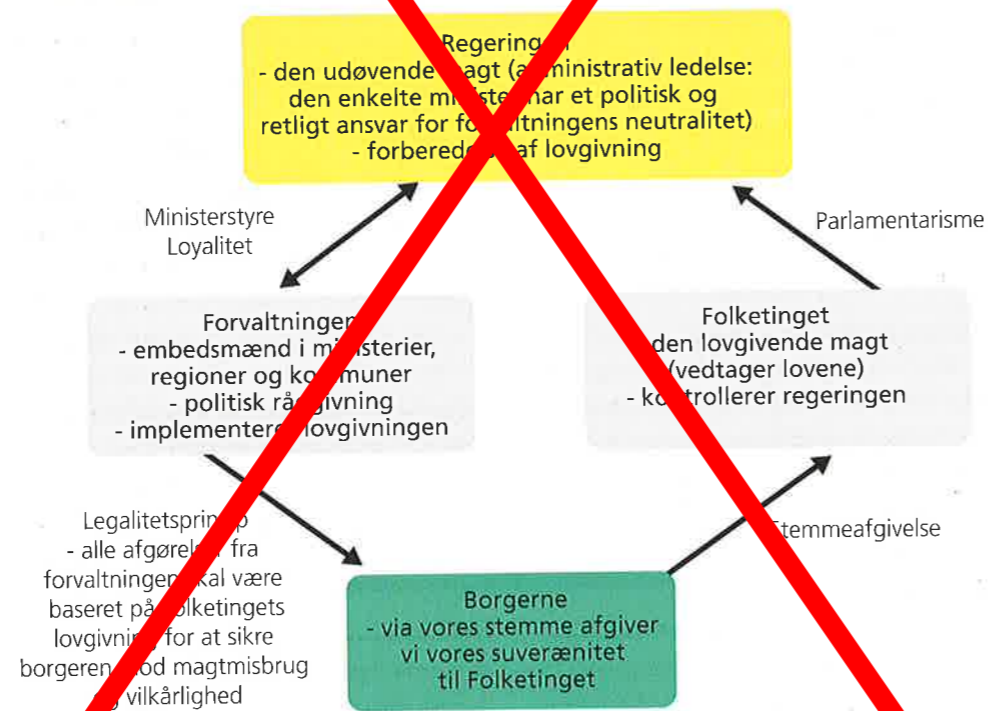 Regeringen
- den udøvende magt (administrativ ledelse:
den enkelte minister har et politisk og
retligt ansvar for forvaltningens neutralitet)
- forberedelse af lovgivning
Ministerstyre
Loyalitet
Parlamentarisme
Forvaltningen
- embedsmænd i ministerier,
regioner og kommuner
- politisk rådgivning
- implementerer lovgivningen
Folketinget
- den lovgivende magt
(vedtager lovene)
- kontrollerer regeringen
Legalitetsprincip
- alle afgørelser fra
forvaltningen skal være
baseret på Folketingets
lovgivning for at sikre
borgeren mod magtmisbrug
og vilkårlighed
Stemmeafgivelse
Borgerne
- via vores stemme afgiver
vi vores suverænitet
til Folketinget